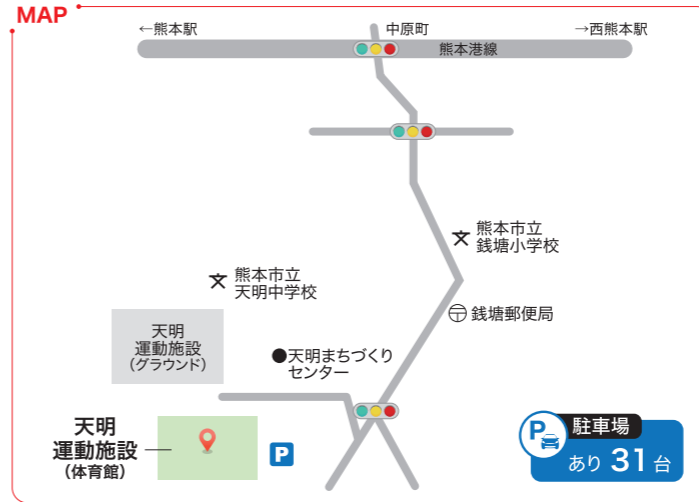 MAP
←熊本駅
中原町
→西熊本駅
熊本港線
熊本市立
銭塘小学校
熊本市立
天明中学校
銭塘郵便局
天明
運動施設
(グラウンド)
●天明まちづくり
センター
天明
運動施設
(体育館)
P
P
駐車場
あり 31 台